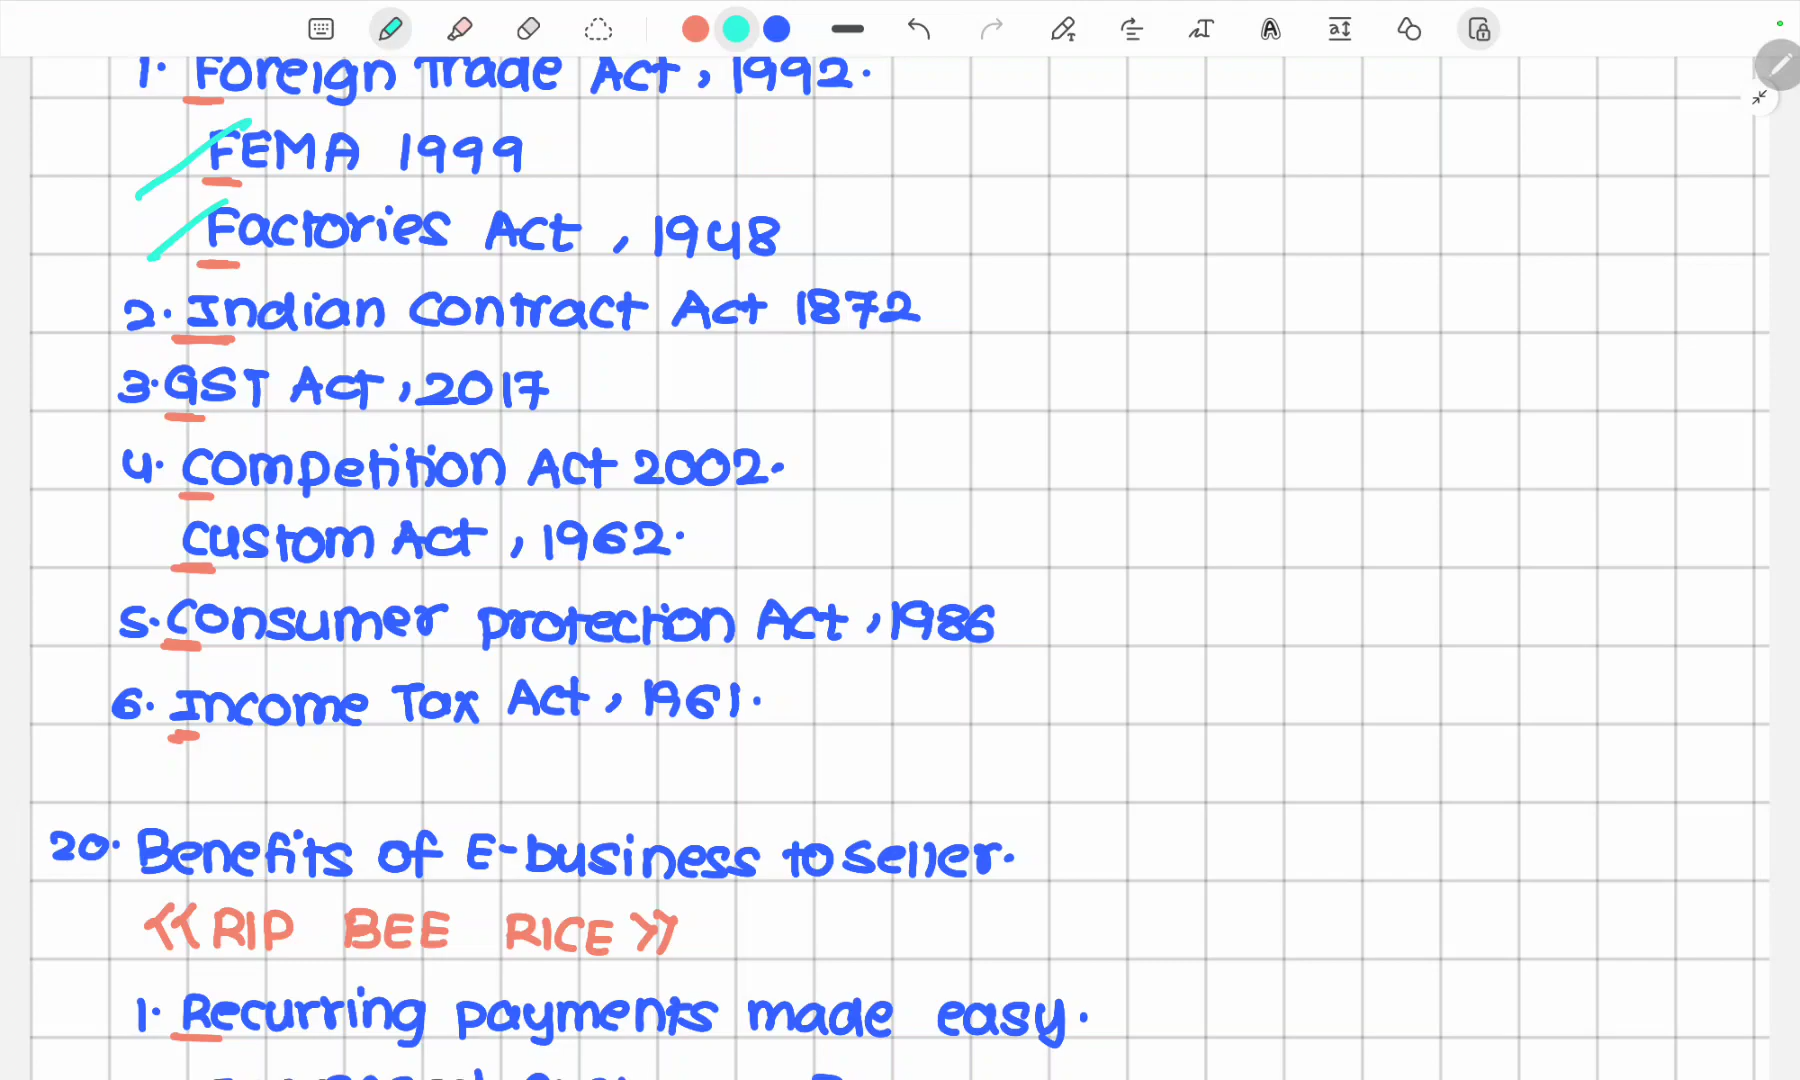 1. Foreign Trade Act, 1992.
FEMA 1999
Factories Act, 1948
2. Indian Contract Act 1872
3. GST Act, 2017
4. Competition Act 2002.
Custom Act, 1962.
5. Consumer protection Act, 1986
6. Income Tax Act, 1961.
20. Benefits of E-business to seller.
<< RIP BEE RICE >>
1. Recurring payments made easy.